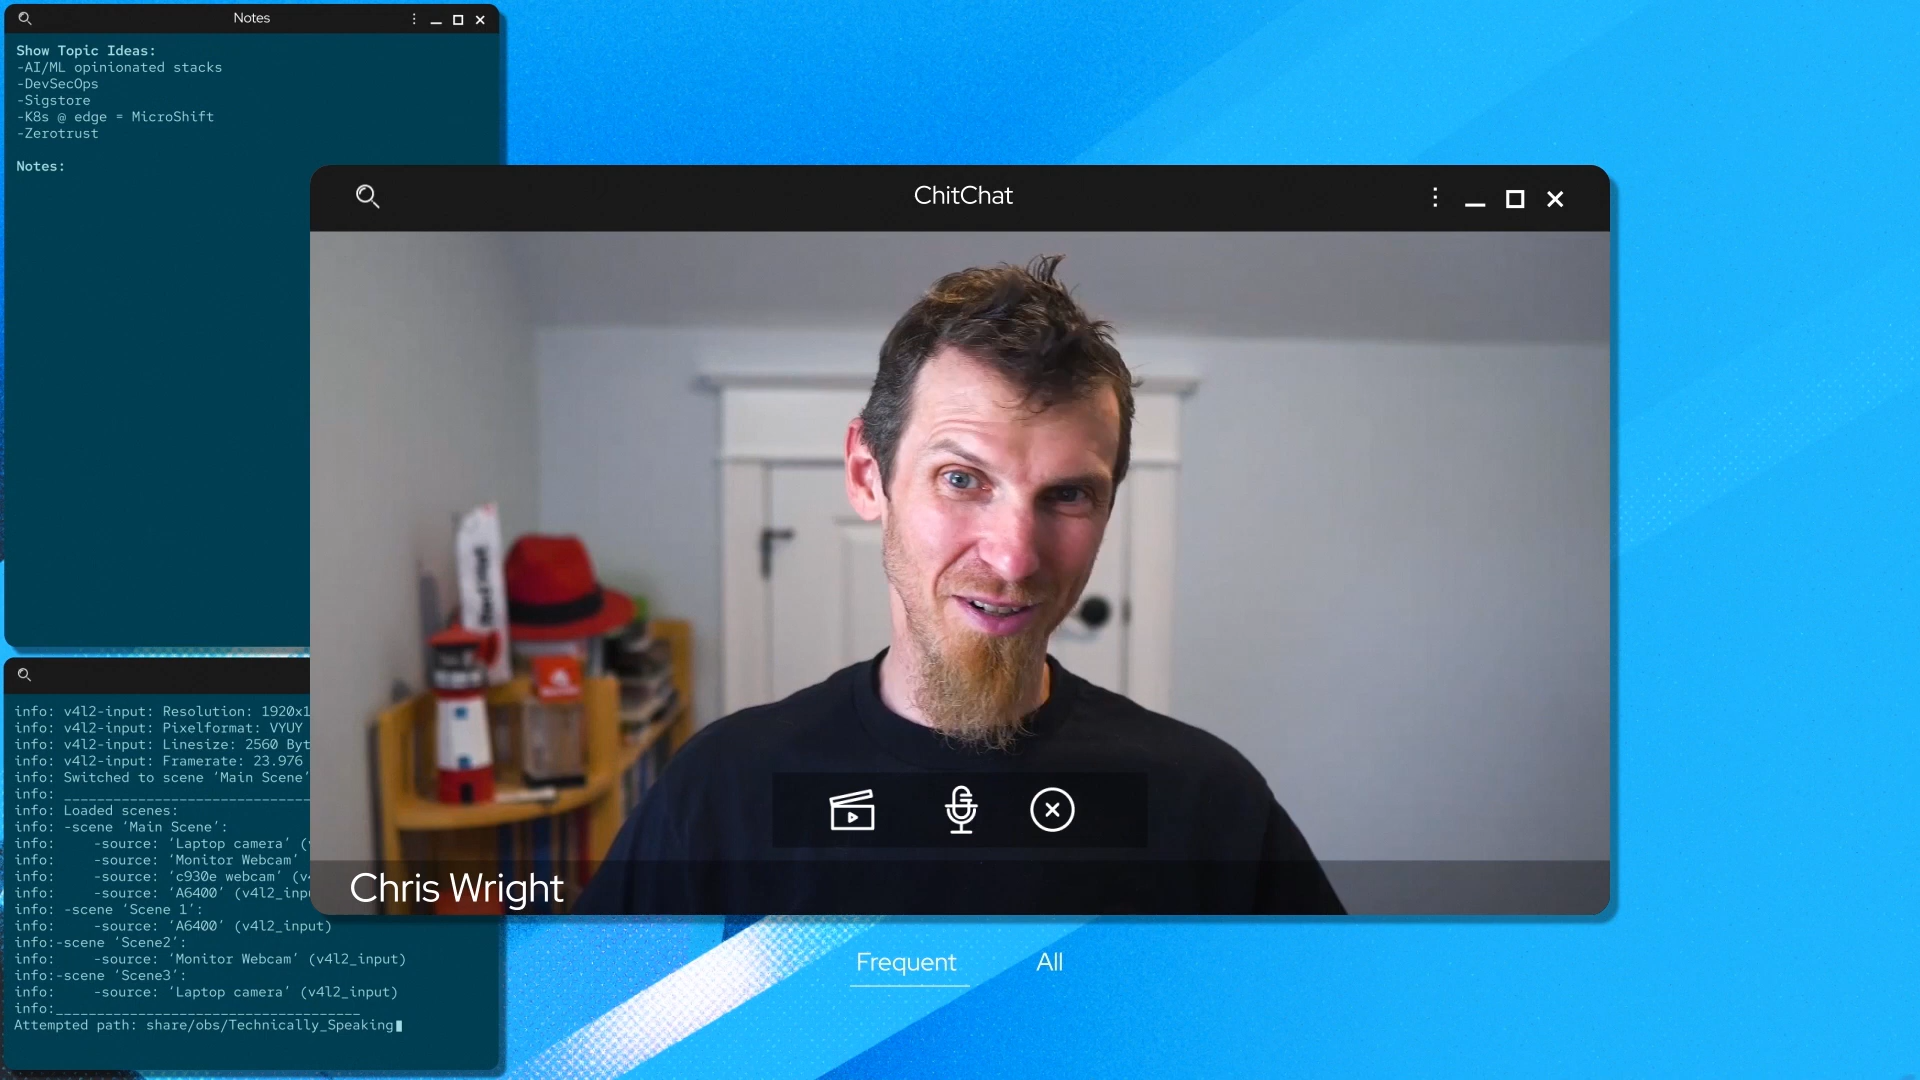 Notes
Show Topic Ideas:
-AI/ML opinionated stacks
-DevSecOps
-Sigstore
-K8s @ edge = MicroShift
-Zerotrust
Notes:
ChitChat
Chris Wright
info: v4l2-input: Resolution: 1920x1
info: v4l2-input: Pixelformat: VYUY
info: v4l2-input: Linesize: 2560 Byt
info: v4l2-input: Framerate: 23.976
info: Switched to scene ‘Main Scene’
info: ______________________________
info: Loaded scenes:
info: -scene ‘Main Scene’:
info:     -source: ‘Laptop camera’ (v
info:     -source: ‘Monitor Webcam’
info:     -source: ‘c930e webcam’ (v4
info:     -source: ‘A6400’ (v4l2_inpu
info: -scene ‘Scene 1’:
info:     -source: ‘A6400’ (v4l2_input)
info:-scene ‘Scene2’:
info:     -source: ‘Monitor Webcam’ (v4l2_input)
info:-scene ‘Scene3’:
info:     -source: ‘Laptop camera’ (v4l2_input)
info:_____________________________________
Attempted path: share/obs/Technically_Speaking
Frequent
All